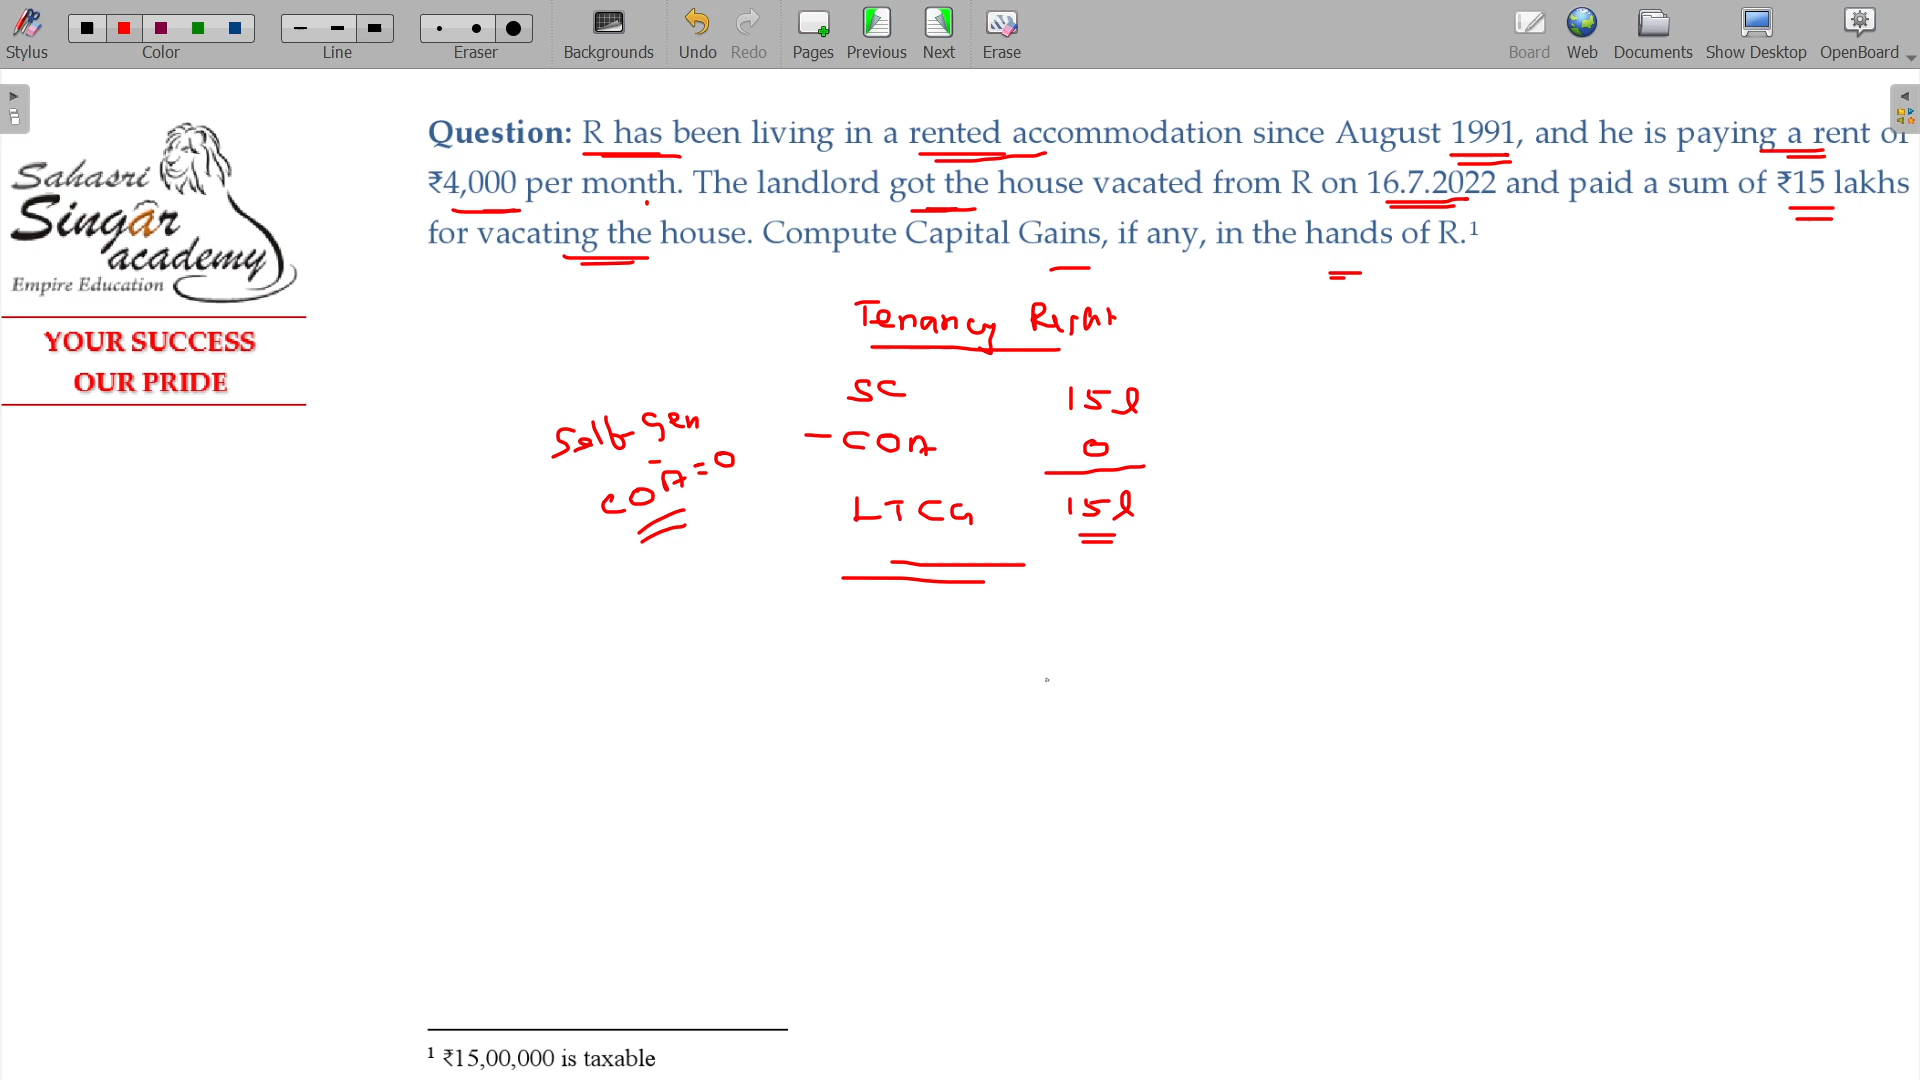 Stylus Color Line Eraser Backgrounds Undo Redo Pages Previous Next Erase Board Web Documents Show Desktop OpenBoard
Sahasri
Singar
academy
Empire Education
YOUR SUCCESS
OUR PRIDE
Question: R has been living in a rented accommodation since August 1991, and he is paying a rent of
₹4,000 per month. The landlord got the house vacated from R on 16.7.2022 and paid a sum of ₹15 lakhs
for vacating the house. Compute Capital Gains, if any, in the hands of R.¹
Tenancy Right
SC 15l
- COA 0
LTCG 15l
Self Gen
COA = 0
¹ ₹15,00,000 is taxable